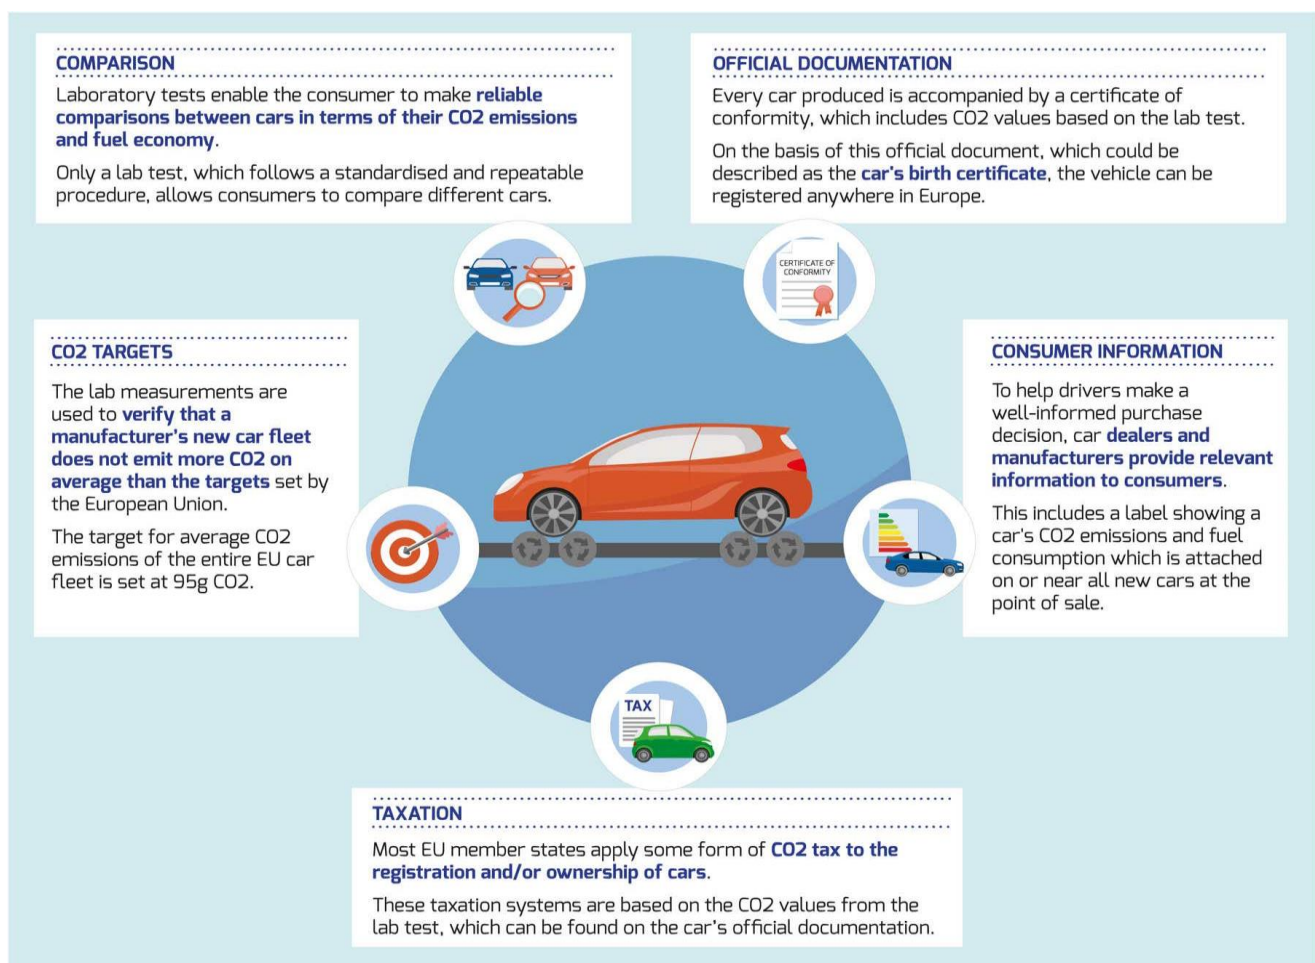 COMPARISON
Laboratory tests enable the consumer to make reliable
comparisons between cars in terms of their CO2 emissions
and fuel economy.
Only a lab test, which follows a standardised and repeatable
procedure, allows consumers to compare different cars.
OFFICIAL DOCUMENTATION
Every car produced is accompanied by a certificate of
conformity, which includes CO2 values based on the lab test.
On the basis of this official document, which could be
described as the car's birth certificate, the vehicle can be
registered anywhere in Europe.
CERTIFICATE OF
CONFORMITY
CO2 TARGETS
The lab measurements are
used to verify that a
manufacturer's new car fleet
does not emit more CO2 on
average than the targets set by
the European Union.
The target for average CO2
emissions of the entire EU car
fleet is set at 95g CO2.
CONSUMER INFORMATION
To help drivers make a
well-informed purchase
decision, car dealers and
manufacturers provide relevant
information to consumers.
This includes a label showing a
car's CO2 emissions and fuel
consumption which is attached
on or near all new cars at the
point of sale.
TAX
TAXATION
Most EU member states apply some form of CO2 tax to the
registration and/or ownership of cars.
These taxation systems are based on the CO2 values from the
lab test, which can be found on the car's official documentation.